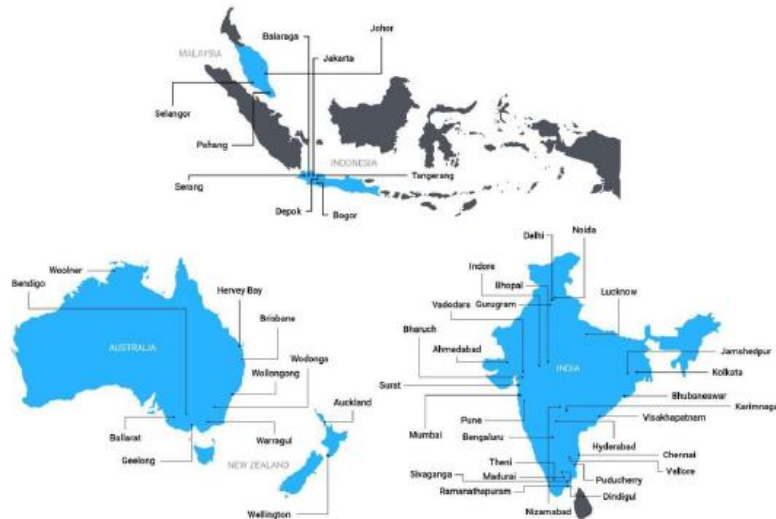 Johor
Balaraga
MALAYSIA
Jakarta
Selangor
Pahang
INDONESIA
Tangerang
Serang
Depok
Bogor
Noida
Delhi
Woolner
Indore
Bendigo
Bhopal
Lucknow
Hervey Bay
Vadodara
Gurugram
Brisbane
Bharuch
AUSTRALIA
Wodonga
Ahmedabad
Jamshedpur
Wollongong
INDIA
Kolkata
Surat
Auckland
Bhubaneswar
Karimnaga
Ballarat
Warragul
Pune
Visakhapatnem
Mumbai
Bengaluru
Hyderabad
Geelong
NEW ZEALAND
Chennai
Theni
Vellore
Sivaganga
Madurai
Puducherry
Ramanathapuram
Dindigul
Wellington
Nizamabad